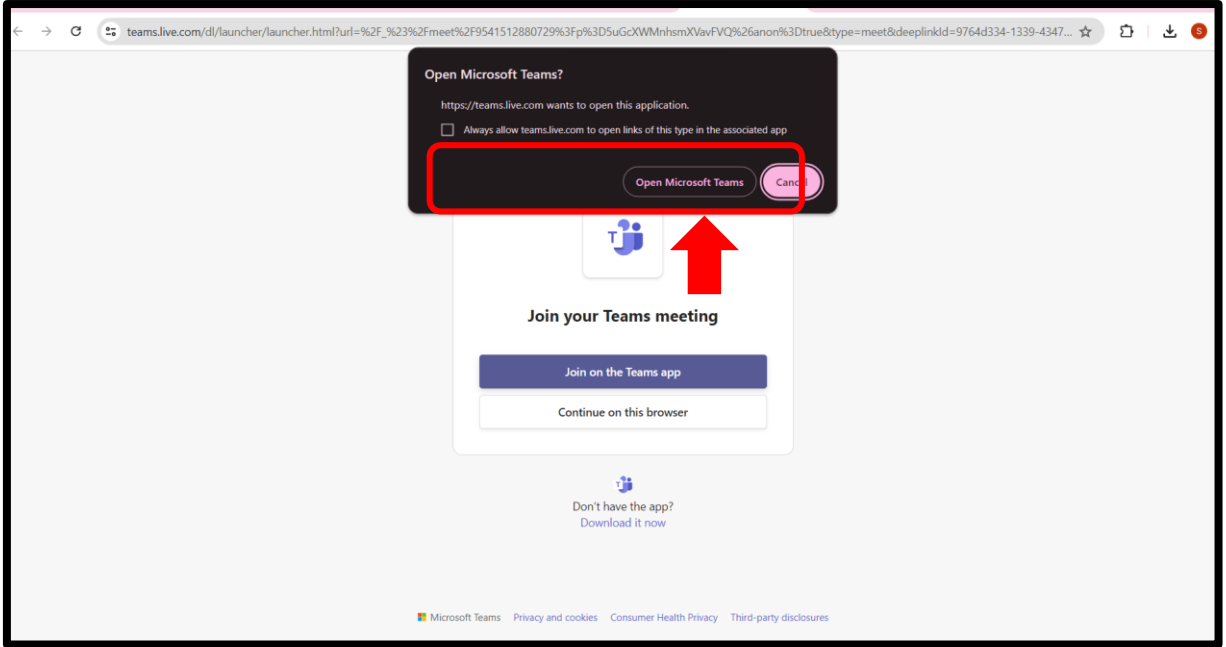 teams.live.com/dl/launcher/launcher.html?url=%2F_%23%2Fmeet%2F9541512880729%3Fp%3D5uGcXWMnhsmXVavFVQ%26anon%3Dtrue&type=meet&deeplinkId=9764d334-1339-4347...
S
Open Microsoft Teams?
https://teams.live.com wants to open this application.
Always allow teams.live.com to open links of this type in the associated app
Open Microsoft Teams
Cancel
T
Join your Teams meeting
Join on the Teams app
Continue on this browser
T
Don't have the app?
Download it now
Microsoft Teams Privacy and cookies Consumer Health Privacy Third-party disclosures